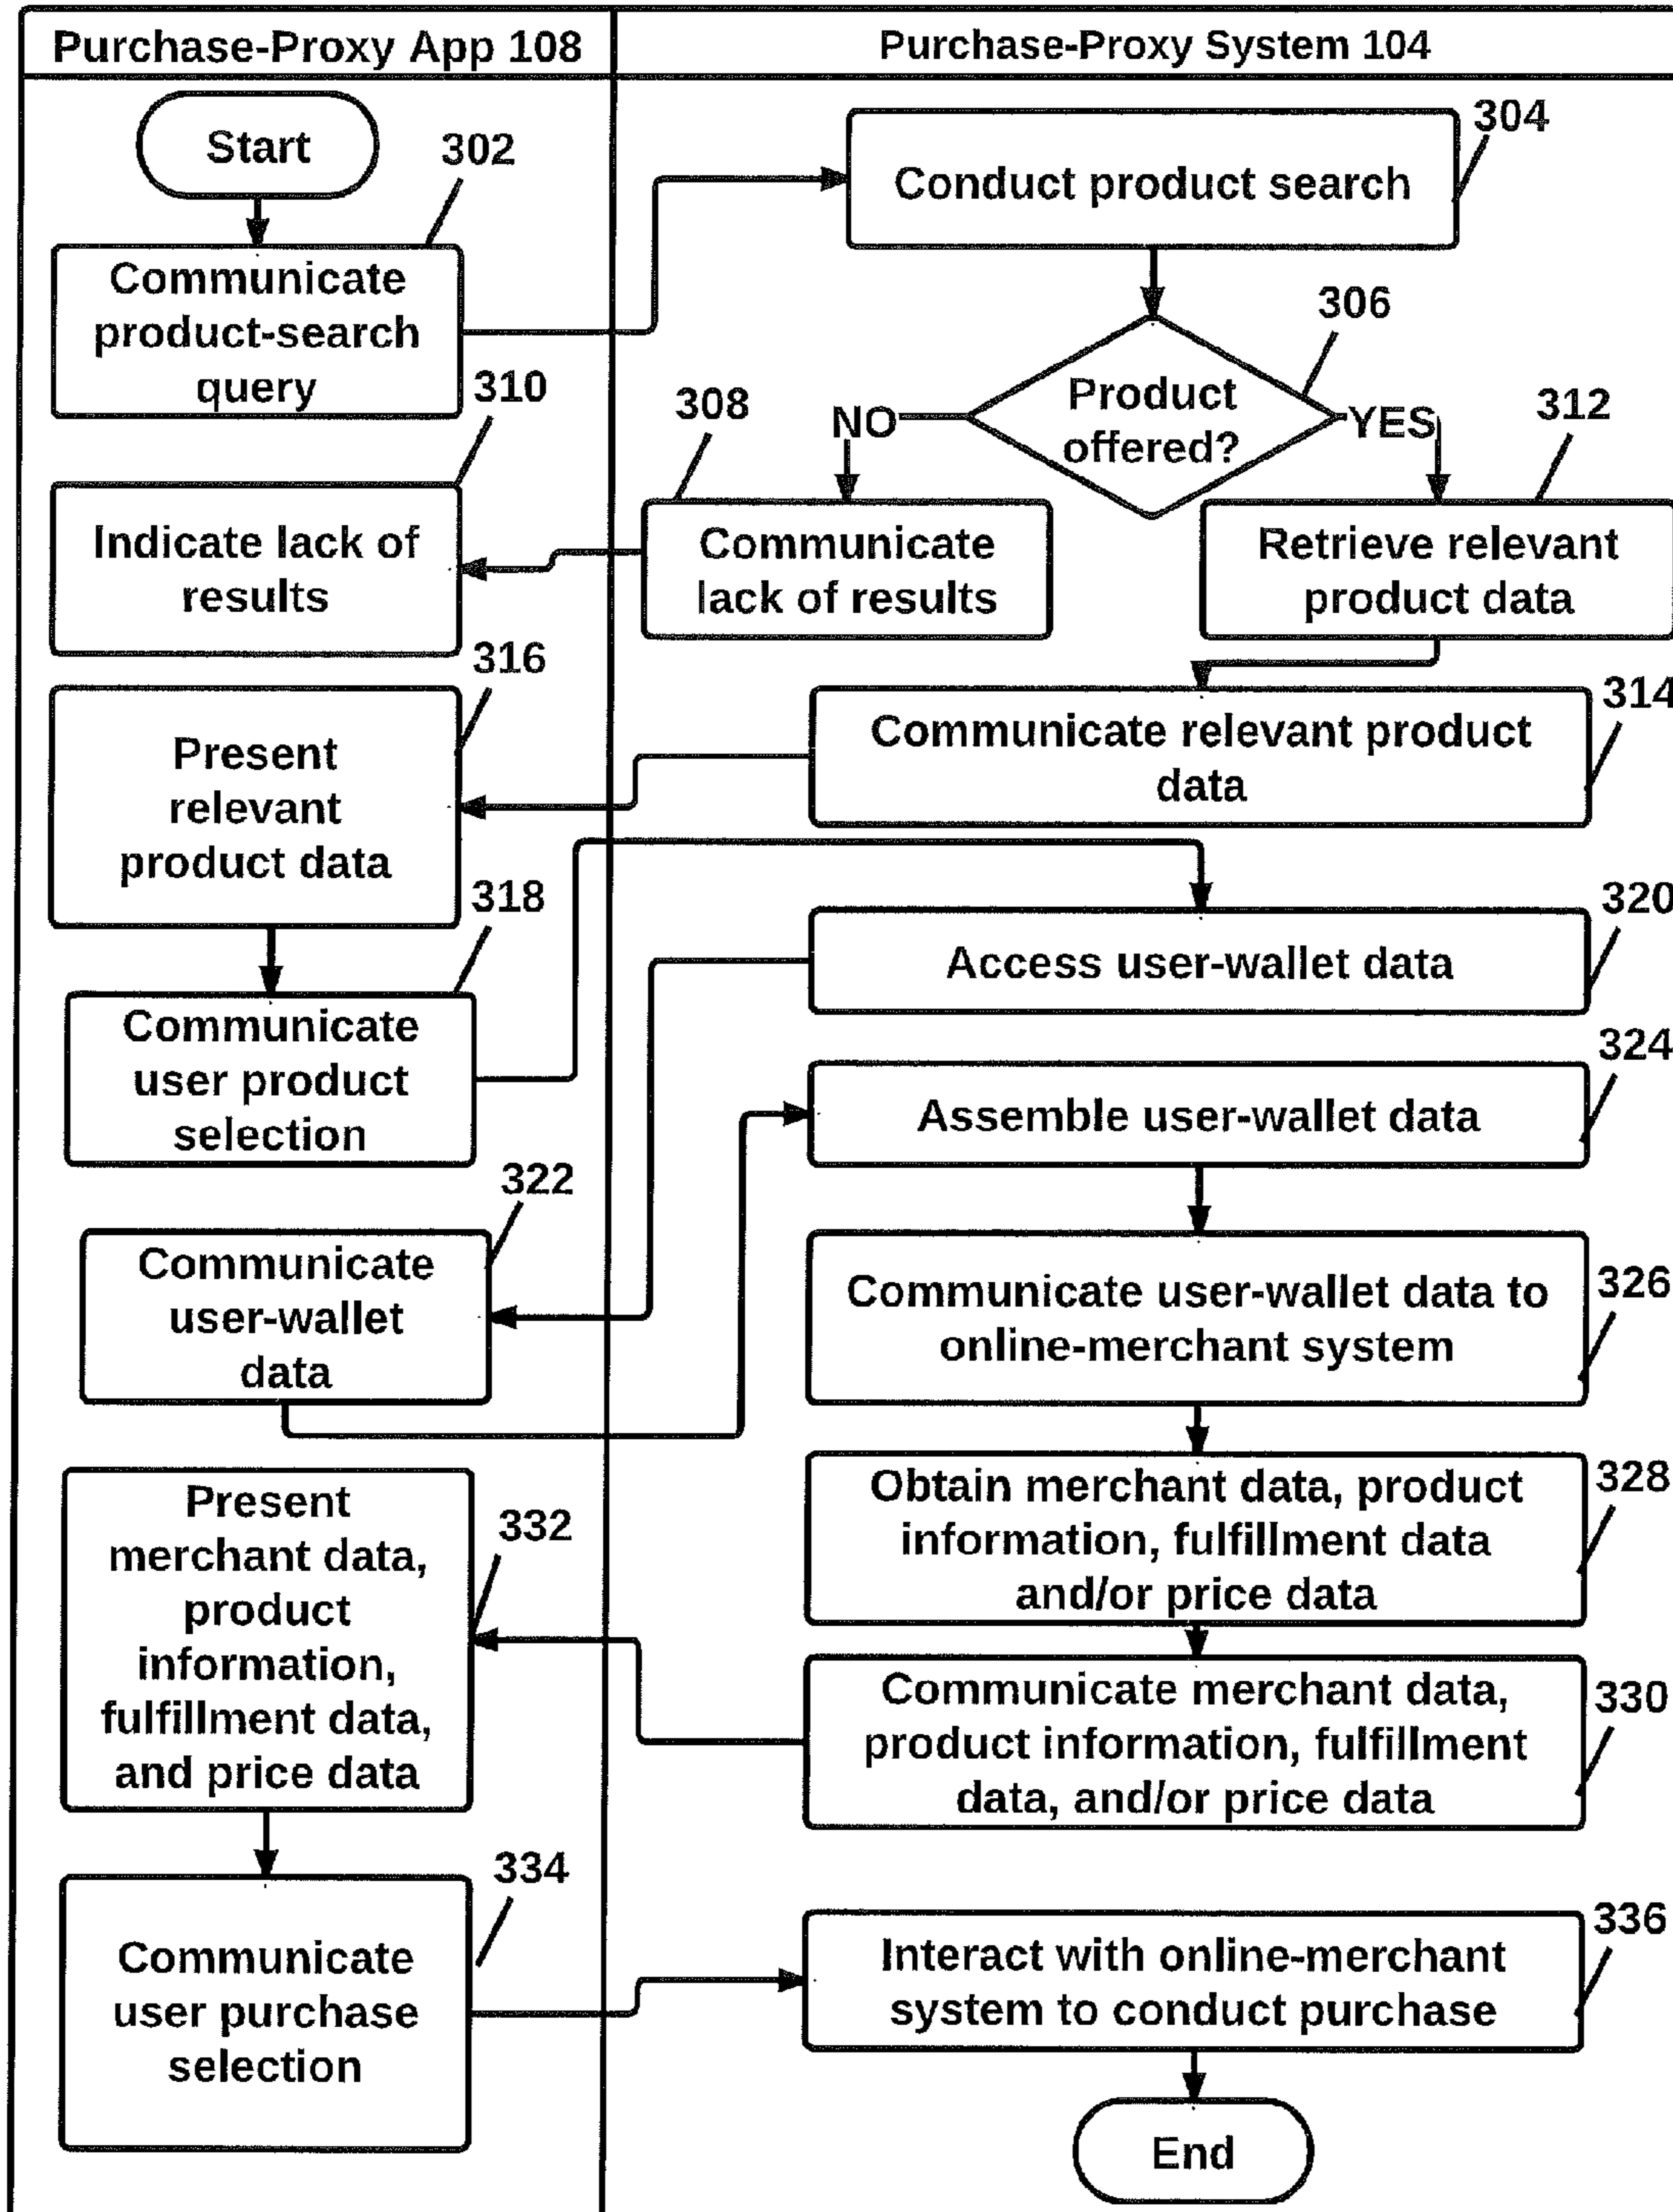 Purchase-Proxy App 108
Purchase-Proxy System 104
Start
302
Communicate
product-search
query
304
Conduct product search
306
Product
offered?
NO
YES
308
Communicate
lack of results
310
Indicate lack of
results
312
Retrieve relevant
product data
314
Communicate relevant product
data
316
Present
relevant
product data
318
Communicate
user product
selection
320
Access user-wallet data
322
Communicate
user-wallet
data
324
Assemble user-wallet data
326
Communicate user-wallet data to
online-merchant system
328
Obtain merchant data, product
information, fulfillment data
and/or price data
330
Communicate merchant data,
product information, fulfillment
data, and/or price data
332
Present
merchant data,
product
information,
fulfillment data,
and price data
334
Communicate
user purchase
selection
336
Interact with online-merchant
system to conduct purchase
End